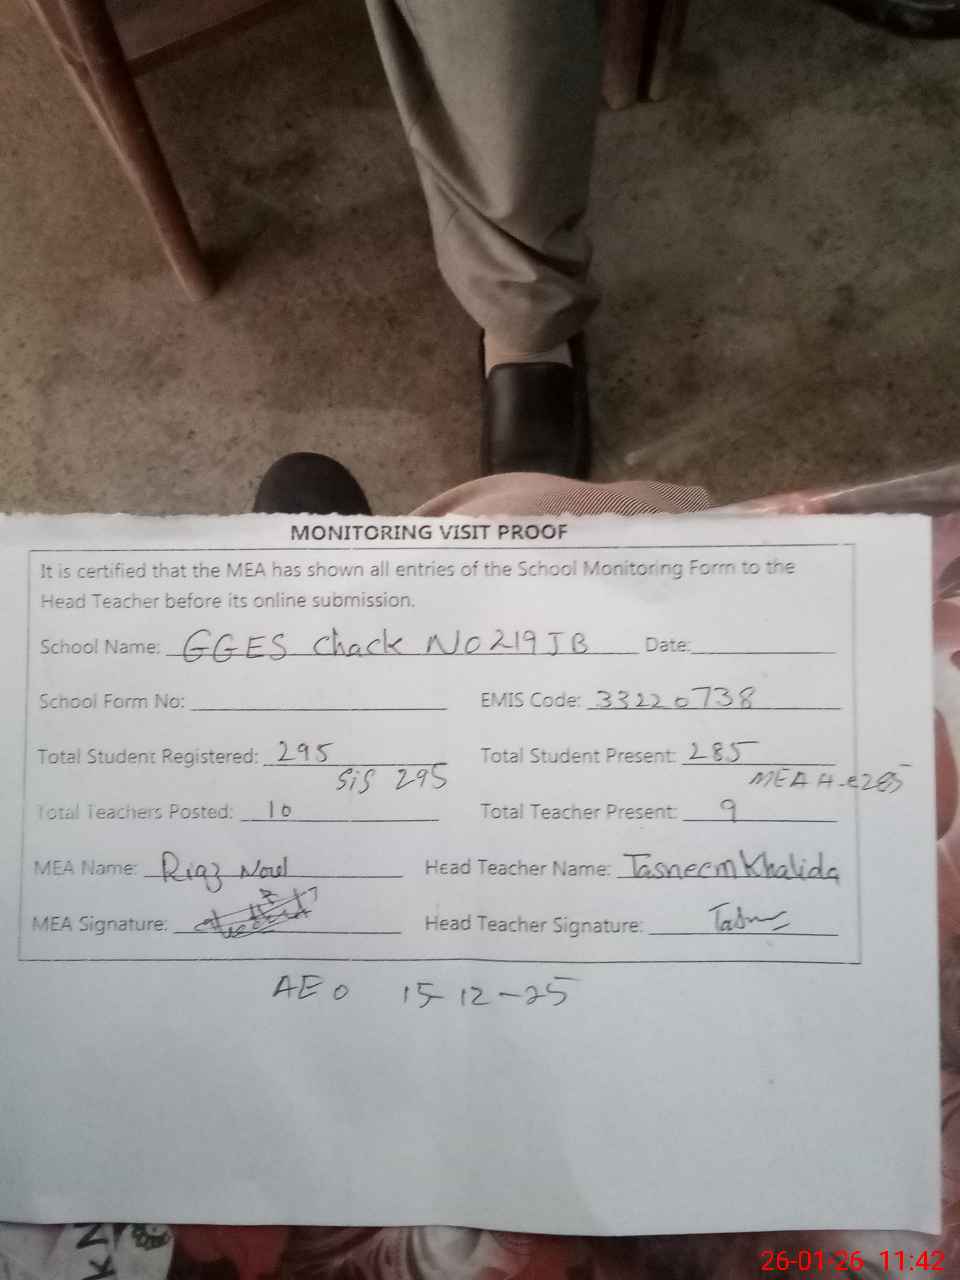 MONITORING VISIT PROOF
It is certified that the MEA has shown all entries of the School Monitoring Form to the
Head Teacher before its online submission.
School Name: GGES Chack No 219 JB Date:
School Form No: EMIS Code: 33220738
Total Student Registered: 295 Total Student Present: 285
SiS 295 MEA H-c 285
Total Teachers Posted: 10 Total Teacher Present: 9
MEA Name: Head Teacher Name: Tasneem Khalida
MEA Signature: Head Teacher Signature:
AEO 15-12-25
26-01-26 11:42